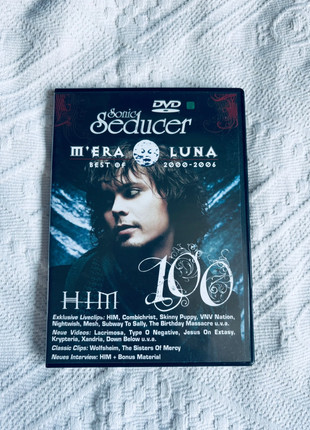 DVD
Sonic
Seducer
M'ERA LUNA
BEST OF 2000-2006
HIM 100
Exklusive Liveclips: HIM, Combichrist, Skinny Puppy, VNV Nation,
Nightwish, Mesh, Subway To Sally, The Birthday Massacre u.v.a.
Neue Videos: Lacrimosa, Type O Negative, Jesus On Extasy,
Krypteria, Xandria, Down Below u.v.a.
Classic Clips: Wolfsheim, The Sisters Of Mercy
Neues Interview: HIM + Bonus Material